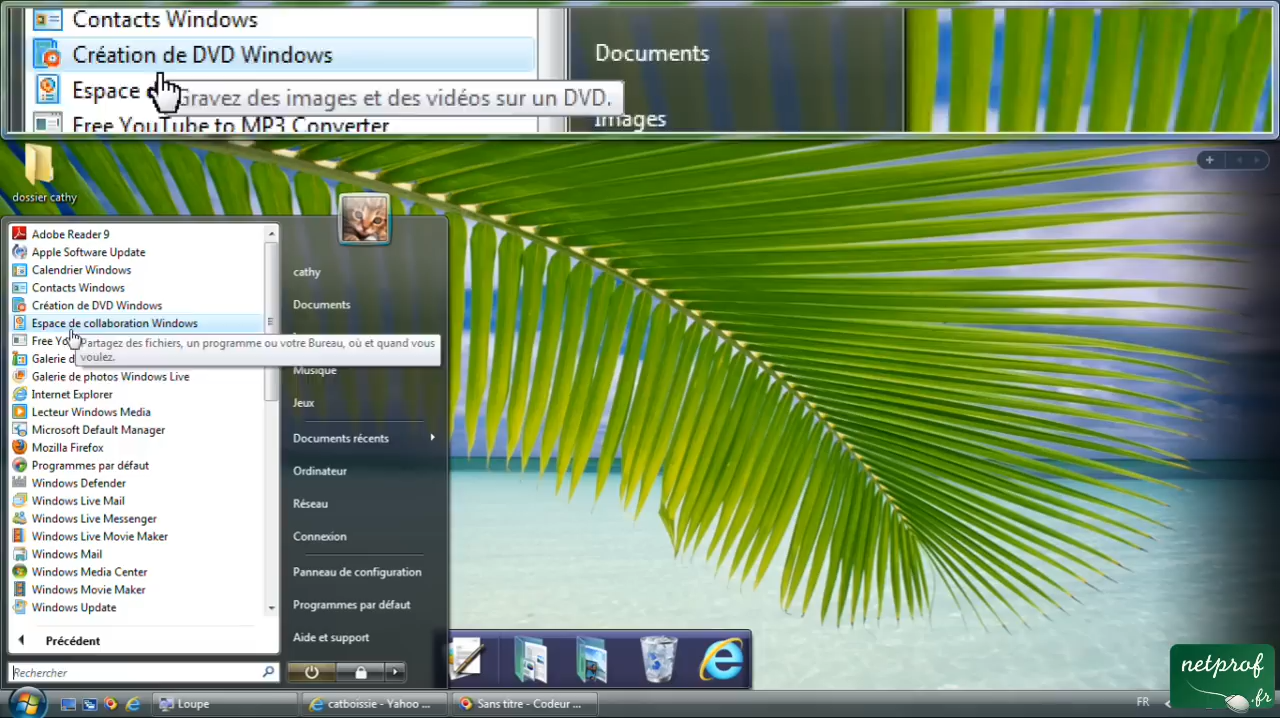 Contacts Windows
Création de DVD Windows
Espace
Gravez des images et des vidéos sur un DVD.
Free YouTube to MP3 Converter
Documents
Images
dossier cathy
Adobe Reader 9
Apple Software Update
Calendrier Windows
Contacts Windows
Création de DVD Windows
Espace de collaboration Windows
Free Yo
Partagez des fichiers, un programme ou votre Bureau, où et quand vous
voulez.
Galerie d
Galerie de photos Windows Live
Internet Explorer
Lecteur Windows Media
Microsoft Default Manager
Mozilla Firefox
Programmes par défaut
Windows Defender
Windows Live Mail
Windows Live Messenger
Windows Live Movie Maker
Windows Mail
Windows Media Center
Windows Movie Maker
Windows Update
Précédent
Rechercher
cathy
Documents
Musique
Jeux
Documents récents
Ordinateur
Réseau
Connexion
Panneau de configuration
Programmes par défaut
Aide et support
Loupe
catboissie - Yahoo ...
Sans titre - Codeur ...
FR
netprof
.fr